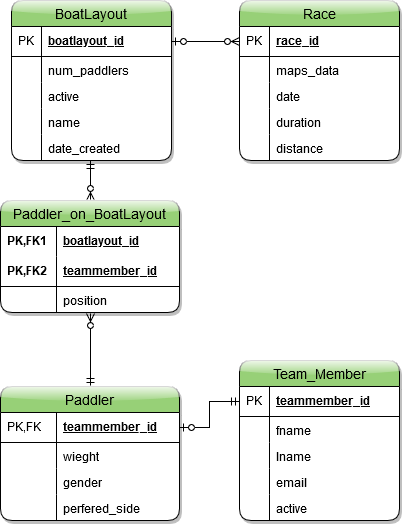 BoatLayout
PK boatlayout_id
num_paddlers
active
name
date_created
Race
PK race_id
maps_data
date
duration
distance
Paddler_on_BoatLayout
PK,FK1 boatlayout_id
PK,FK2 teammember_id
position
Paddler
PK,FK teammember_id
wieght
gender
perfered_side
Team_Member
PK teammember_id
fname
lname
email
active